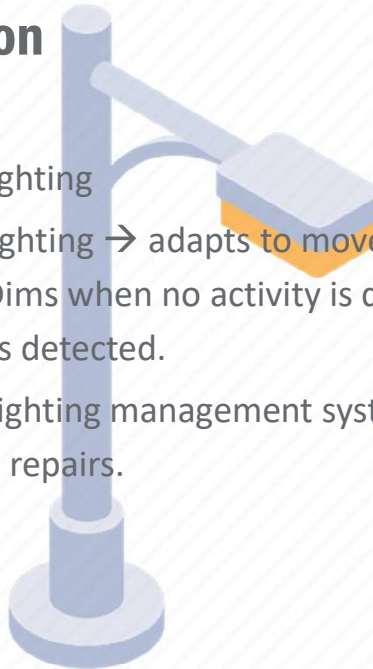 on
ghting
ghting → adapts to move
Dims when no activity is d
s detected.
ighting management syst
repairs.